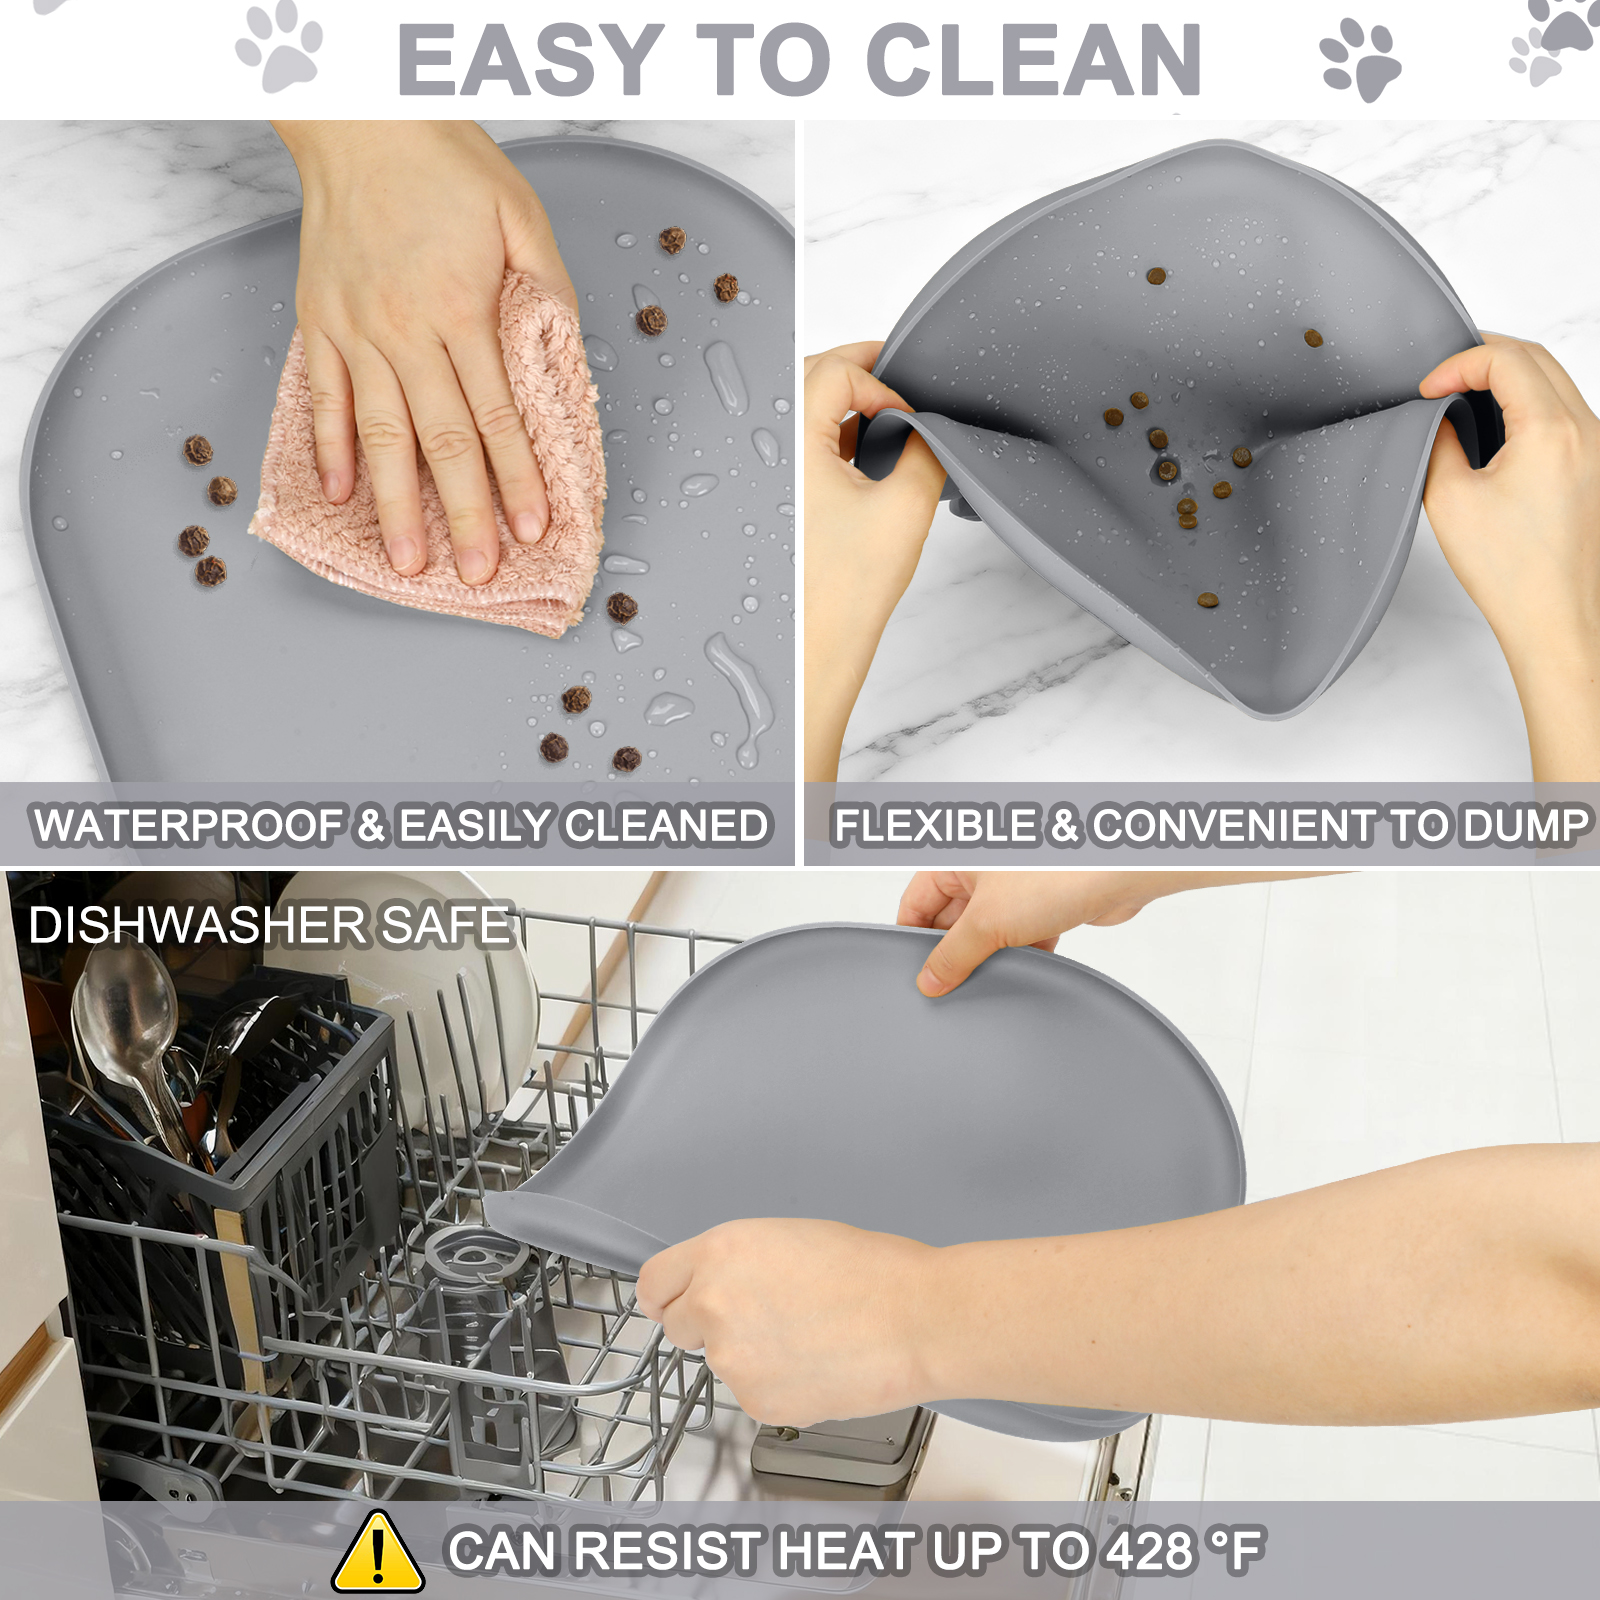 EASY TO CLEAN
WATERPROOF & EASILY CLEANED
FLEXIBLE & CONVENIENT TO DUMP
DISHWASHER SAFE
CAN RESIST HEAT UP TO 428 °F